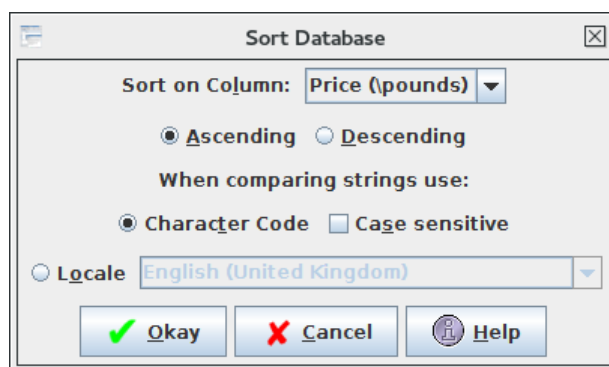 Sort Database
Sort on Column: Price (\pounds)
Ascending Descending
When comparing strings use:
Character Code Case sensitive
Locale English (United Kingdom)
Okay Cancel Help